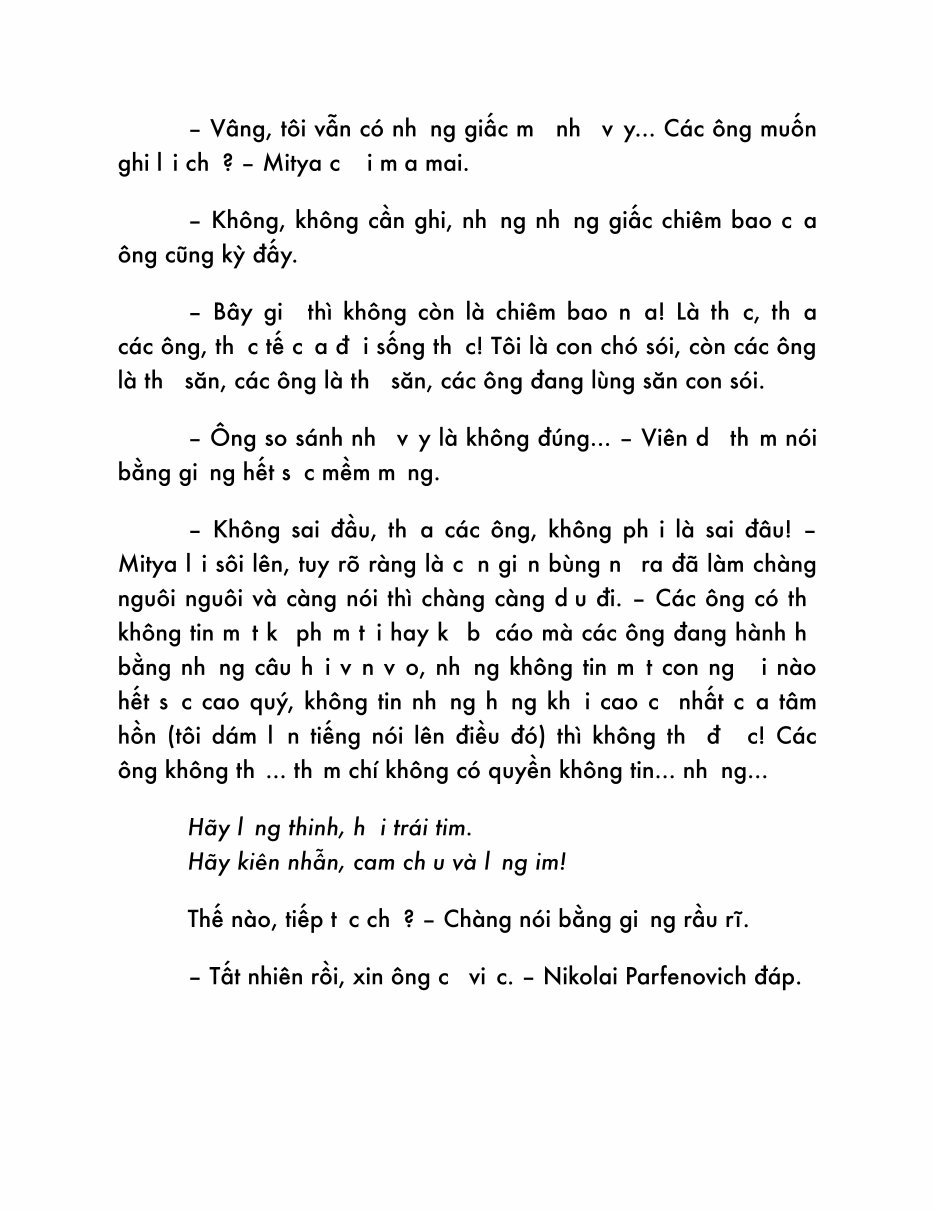 – Vâng, tôi vẫn có nh ng giấc m nh v y... Các ông muốn
ghi l i ch ? – Mitya c i m a mai.
– Không, không cần ghi, nh ng nh ng giấc chiêm bao c a
ông cũng kỳ đấy.
– Bây gi thì không còn là chiêm bao n a! Là th c, th a
các ông, th c tế c a đ i sống th c! Tôi là con chó sói, còn các ông
là th săn, các ông là th săn, các ông đang lùng săn con sói.
– Ông so sánh nh v y là không đúng... – Viên d th m nói
bằng gi ng hết s c mềm m ng.
– Không sai đầu, th a các ông, không ph i là sai đâu! –
Mitya l i sôi lên, tuy rõ ràng là c n gi n bùng n ra đã làm chàng
nguôi nguôi và càng nói thì chàng càng d u đi. – Các ông có th
không tin m t k ph m t i hay k b cáo mà các ông đang hành h
bằng nh ng câu h i v n v o, nh ng không tin m t con ng i nào
hết s c cao quý, không tin nh ng h ng kh i cao c nhất c a tâm
hồn (tôi dám l n tiếng nói lên điều đó) thì không th đ c! Các
ông không th ... th m chí không có quyền không tin... nh ng...
Hãy l ng thinh, h i trái tim.
Hãy kiên nhẫn, cam ch u và l ng im!
Thế nào, tiếp t c ch ? – Chàng nói bằng gi ng rầu rĩ.
– Tất nhiên rồi, xin ông c vi c. – Nikolai Parfenovich đáp.